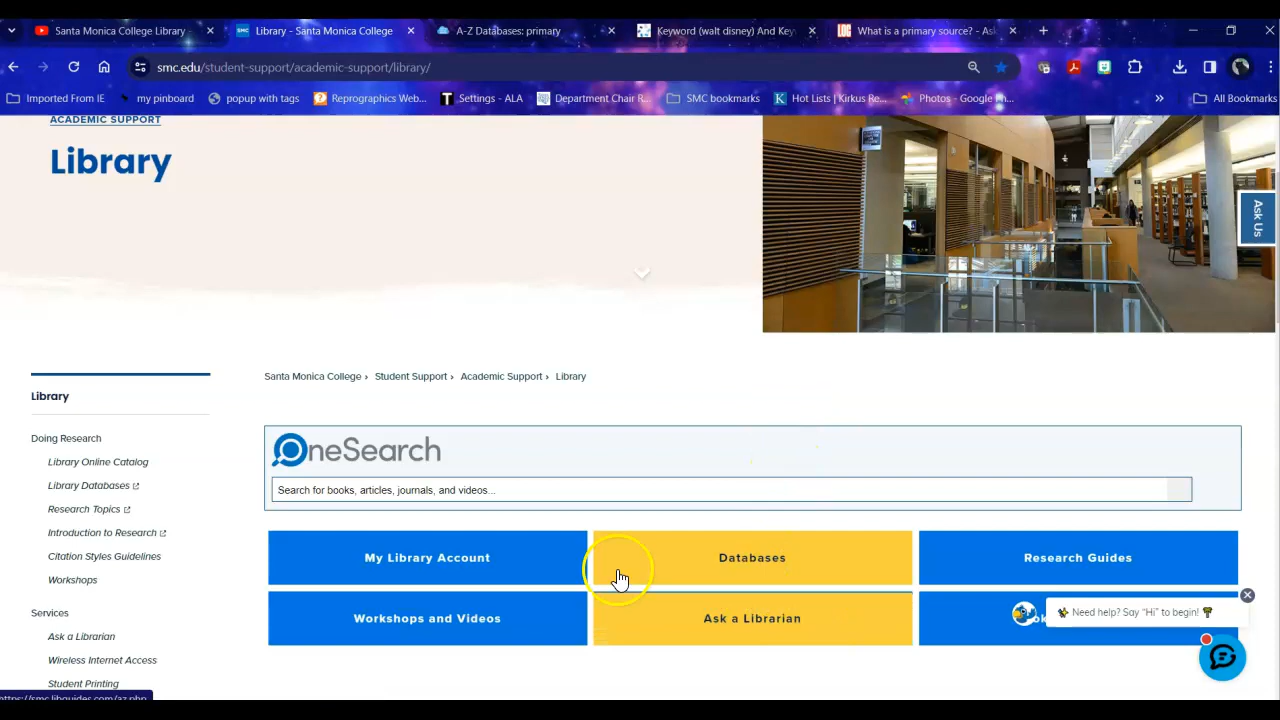 Santa Monica College Library -
Library - Santa Monica College
A-Z Databases: primary
Keyword (walt disney) And Key
What is a primary source? - As
smc.edu/student-support/academic-support/library/
Imported From IE
my pinboard
popup with tags
Reprographics Web...
Settings - ALA
Department Chair R...
SMC bookmarks
Hot Lists | Kirkus Re...
Photos - Google Ph...
All Bookmarks
ACADEMIC SUPPORT
Library
Ask Us
Santa Monica College › Student Support › Academic Support › Library
Library
Doing Research
Library Online Catalog
Library Databases
Research Topics
Introduction to Research
Citation Styles Guidelines
Workshops
Services
Ask a Librarian
Wireless Internet Access
Student Printing
OneSearch
Search for books, articles, journals, and videos...
My Library Account
Databases
Research Guides
Workshops and Videos
Ask a Librarian
Need help? Say “Hi” to begin!
https://smc.libguides.com/az.php